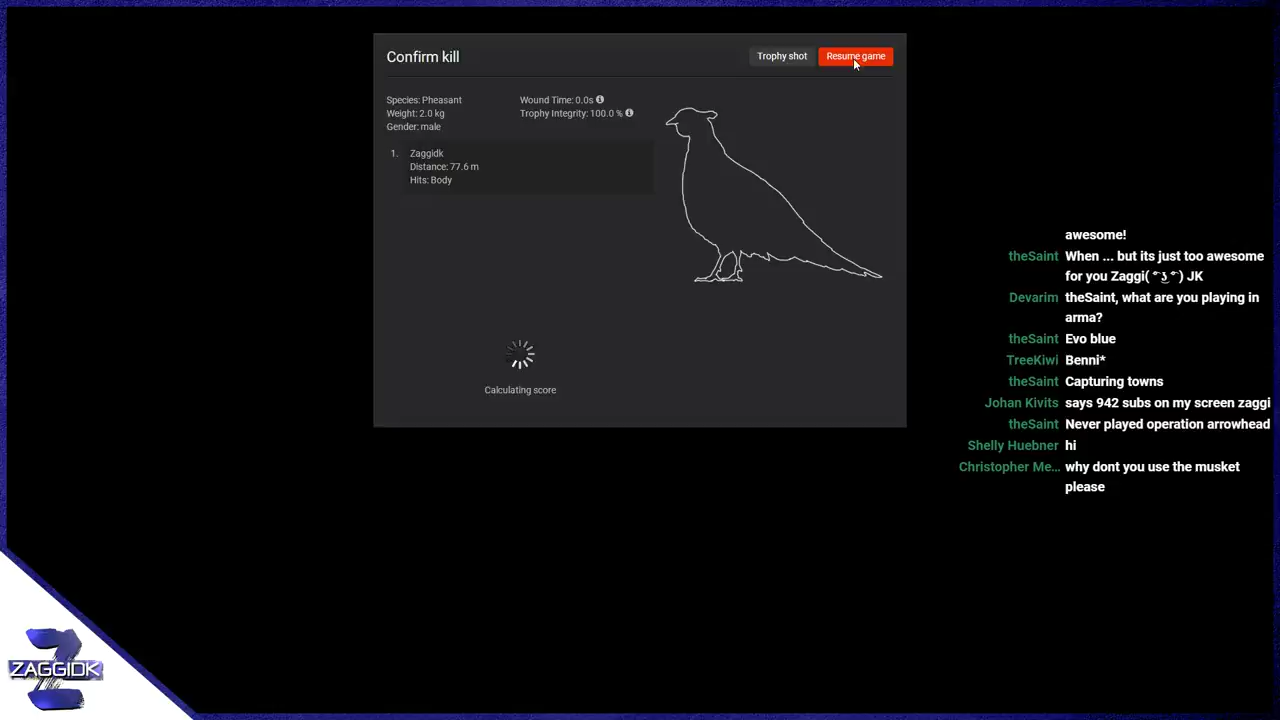 Confirm kill
Trophy shot
Resume game
Species: Pheasant
Weight: 2.0 kg
Gender: male
Wound Time: 0.0s
Trophy Integrity: 100.0 %
1. Zaggidk
Distance: 77.6 m
Hits: Body
Calculating score
awesome!
theSaint When ... but its just too awesome
for you Zaggi( ͡° ͜ʖ ͡°) JK
Devarim theSaint, what are you playing in
arma?
theSaint Evo blue
TreeKiwi Benni*
theSaint Capturing towns
Johan Kivits says 942 subs on my screen zaggi
theSaint Never played operation arrowhead
Shelly Huebner hi
Christopher Me... why dont you use the musket
please
ZAGGIDK